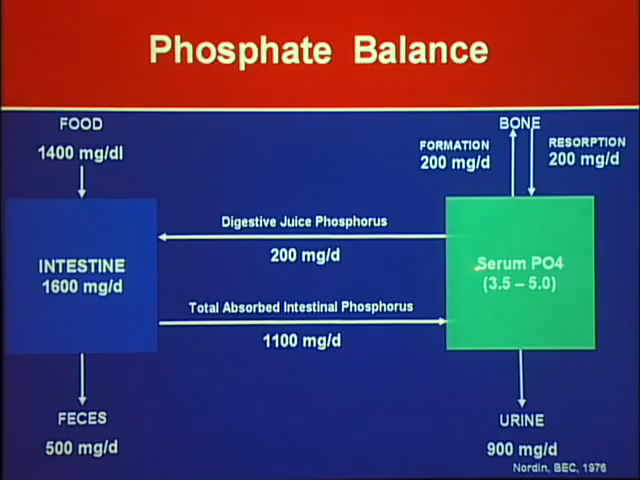 Phosphate Balance
FOOD
1400 mg/dl
BONE
FORMATION
200 mg/d
RESORPTION
200 mg/d
Digestive Juice Phosphorus
200 mg/d
INTESTINE
1600 mg/d
Serum PO4
(3.5 – 5.0)
Total Absorbed Intestinal Phosphorus
1100 mg/d
FECES
500 mg/d
URINE
900 mg/d
Nordin, BEC, 1976